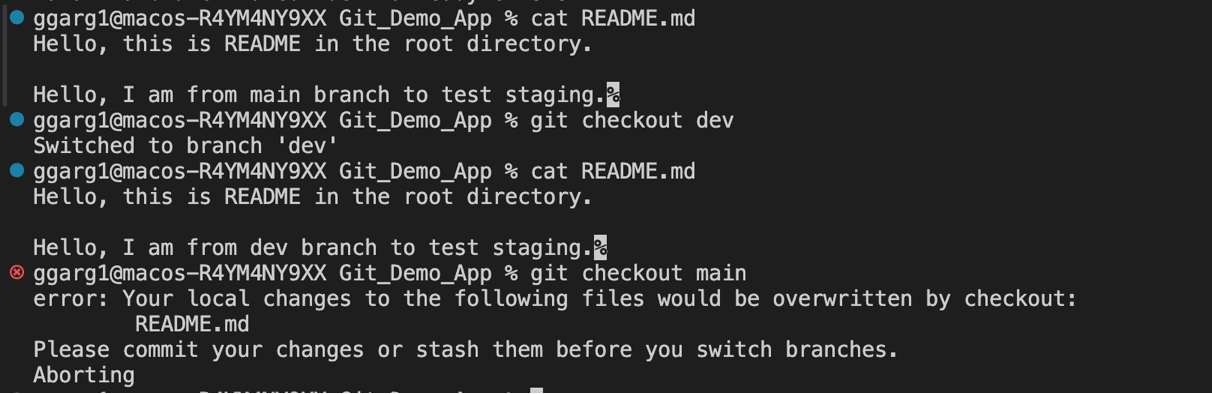 ggarg1@macos-R4YM4NY9XX Git_Demo_App % cat README.md
Hello, this is README in the root directory.
Hello, I am from main branch to test staging.%
ggarg1@macos-R4YM4NY9XX Git_Demo_App % git checkout dev
Switched to branch 'dev'
ggarg1@macos-R4YM4NY9XX Git_Demo_App % cat README.md
Hello, this is README in the root directory.
Hello, I am from dev branch to test staging.%
ggarg1@macos-R4YM4NY9XX Git_Demo_App % git checkout main
error: Your local changes to the following files would be overwritten by checkout:
README.md
Please commit your changes or stash them before you switch branches.
Aborting